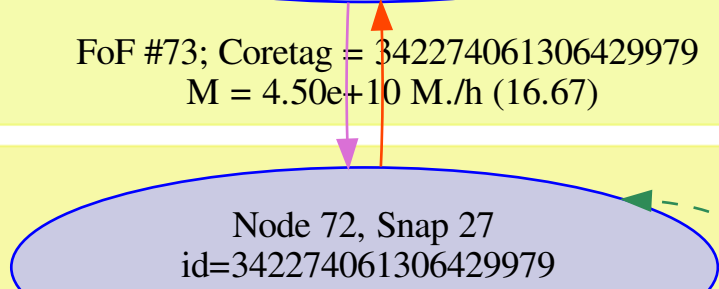 FoF #73; Coretag = 342274061306429979
M = 4.50e+10 M./h (16.67)
Node 72, Snap 27
id=342274061306429979